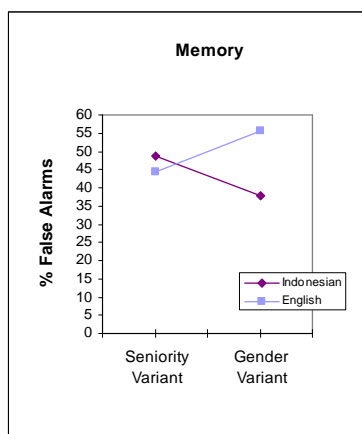 Memory
% False Alarms
60
55
50
45
40
35
30
25
20
15
10
5
0
Indonesian
English
Seniority Variant
Gender Variant